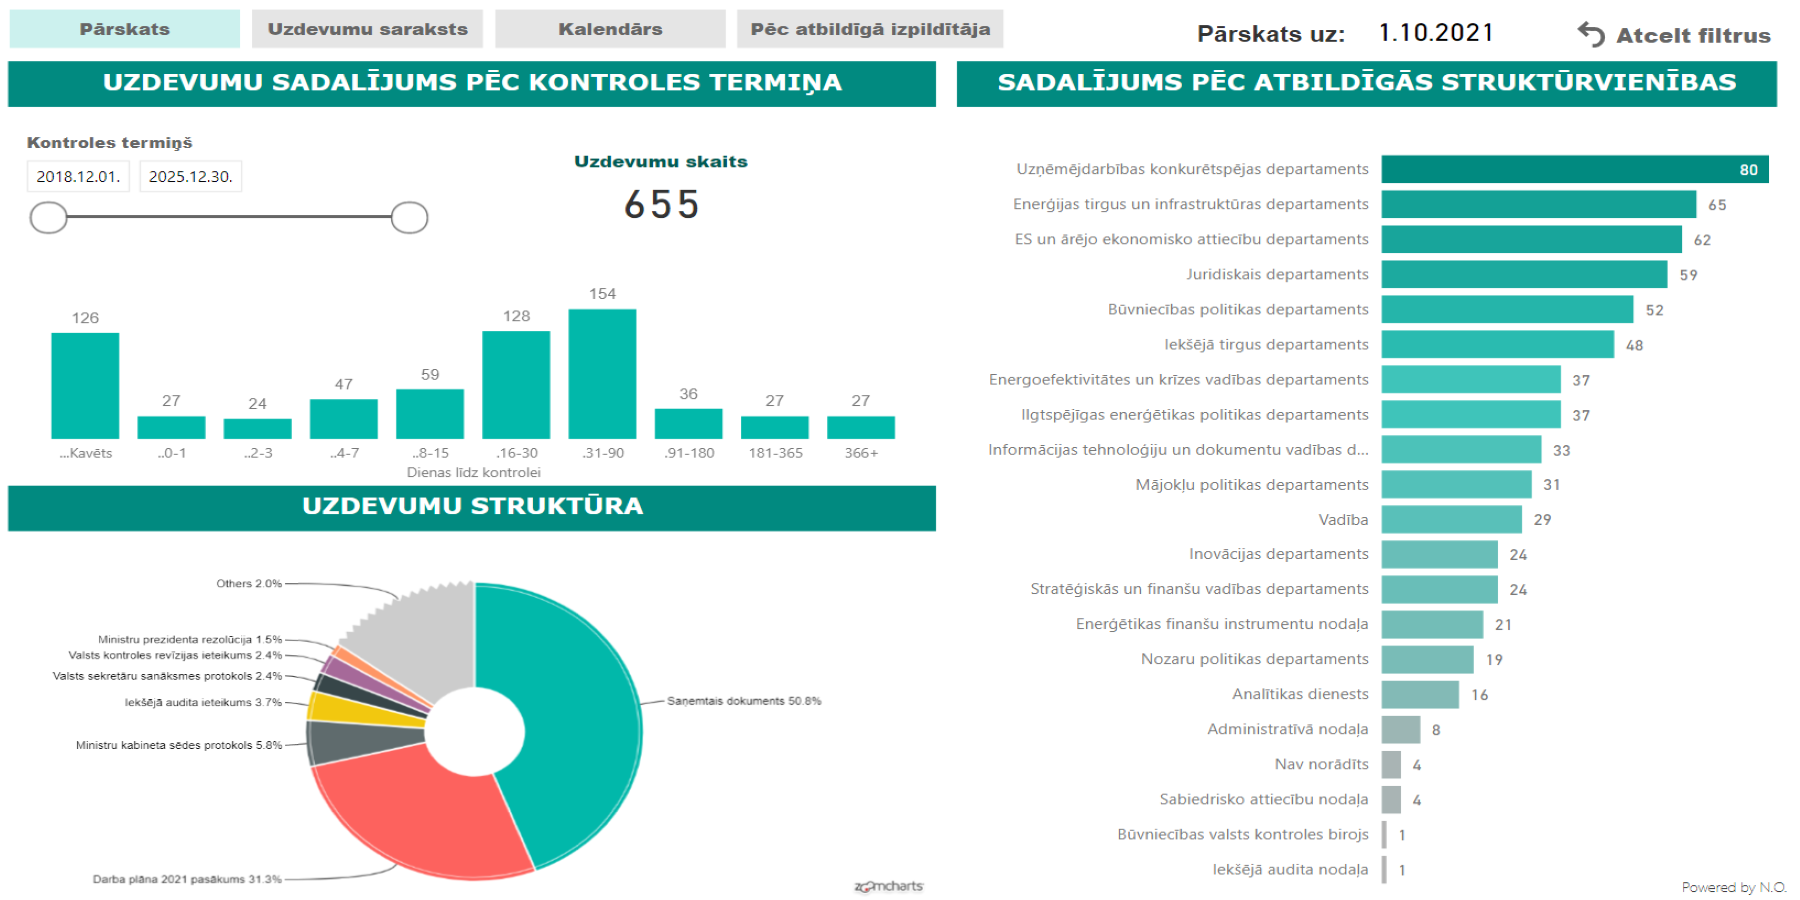 Pārskats
Uzdevumu saraksts
Kalendārs
Pēc atbildīgā izpildītāja
Pārskats uz:
1.10.2021
Atcelt filtrus
UZDEVUMU SADALĪJUMS PĒC KONTROLES TERMIŅA
Kontroles termiņš
2018.12.01.
2025.12.30.
Uzdevumu skaits
655
126
27
24
47
59
128
154
36
27
27
...Kavēts
..0-1
..2-3
..4-7
..8-15
.16-30
.31-90
.91-180
181-365
366+
Dienas līdz kontrolei
UZDEVUMU STRUKTŪRA
Others 2.0%
Ministru prezidenta rezolūcija 1.5%
Valsts kontroles revīzijas ieteikums 2.4%
Valsts sekretāru sanāksmes protokols 2.4%
Iekšējā audita ieteikums 3.7%
Ministru kabineta sēdes protokols 5.8%
Darba plāna 2021 pasākums 31.3%
Saņemtais dokuments 50.8%
zoomcharts
SADALĪJUMS PĒC ATBILDĪGĀS STRUKTŪRVIENĪBAS
Uzņēmējdarbības konkurētspējas departaments 80
Enerģijas tirgus un infrastruktūras departaments 65
ES un ārējo ekonomisko attiecību departaments 62
Juridiskais departaments 59
Būvniecības politikas departaments 52
Iekšējā tirgus departaments 48
Energoefektivitātes un krīzes vadības departaments 37
Ilgtspējīgas enerģētikas politikas departaments 37
Informācijas tehnoloģiju un dokumentu vadības d... 33
Mājokļu politikas departaments 31
Vadība 29
Inovācijas departaments 24
Stratēģiskās un finanšu vadības departaments 24
Enerģētikas finanšu instrumentu nodaļa 21
Nozaru politikas departaments 19
Analītikas dienests 16
Administratīvā nodaļa 8
Nav norādīts 4
Sabiedrisko attiecību nodaļa 4
Būvniecības valsts kontroles birojs 1
Iekšējā audita nodaļa 1
Powered by N.O.